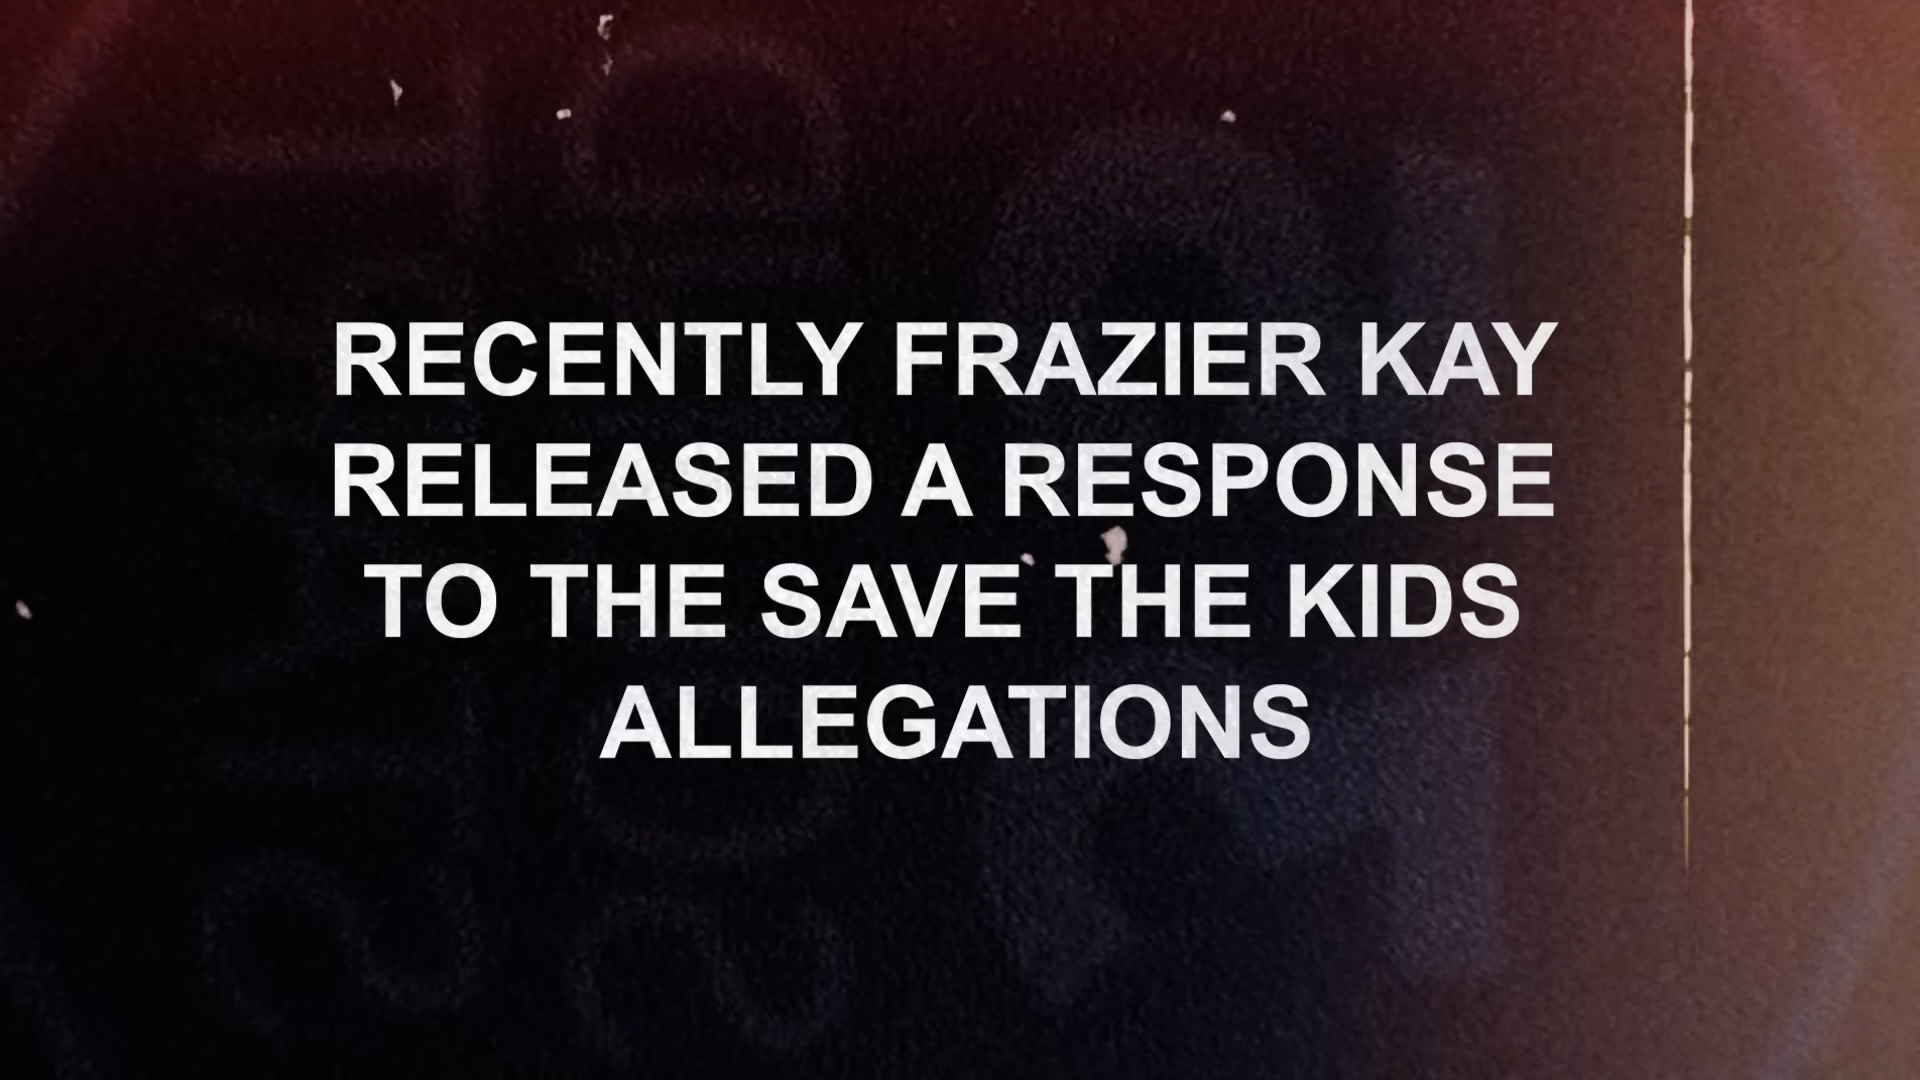 RECENTLY FRAZIER KAY
RELEASED A RESPONSE
TO THE SAVE THE KIDS
ALLEGATIONS